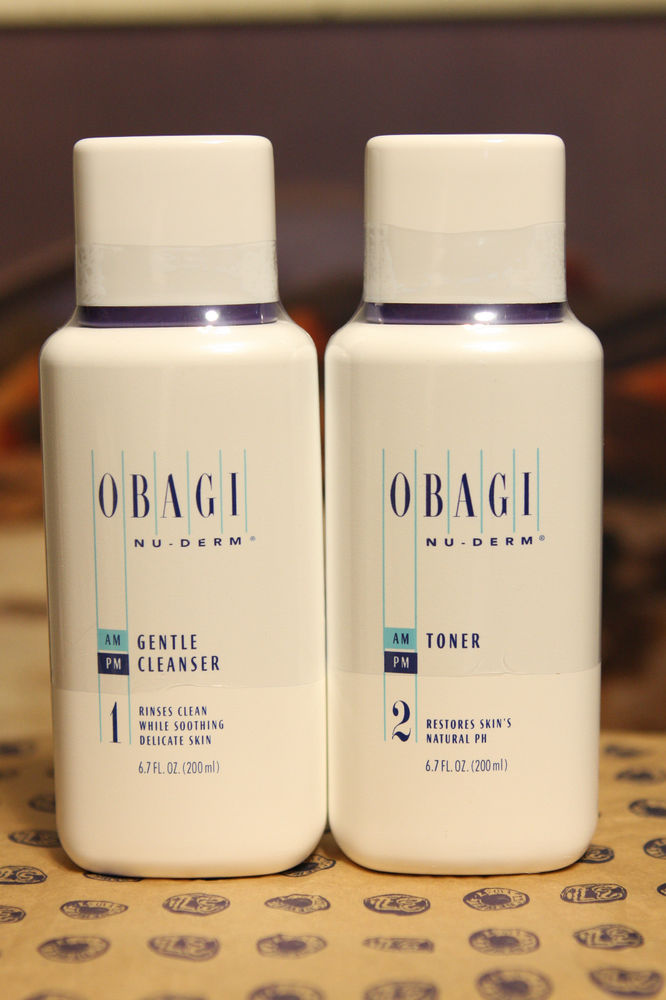 OBAGI
NU-DERM®
AM
PM
GENTLE
CLEANSER
1
RINSES CLEAN
WHILE SOOTHING
DELICATE SKIN
6.7 FL. OZ. (200 ml)
OBAGI
NU-DERM®
AM
PM
TONER
2
RESTORES SKIN'S
NATURAL PH
6.7 FL. OZ. (200 ml)